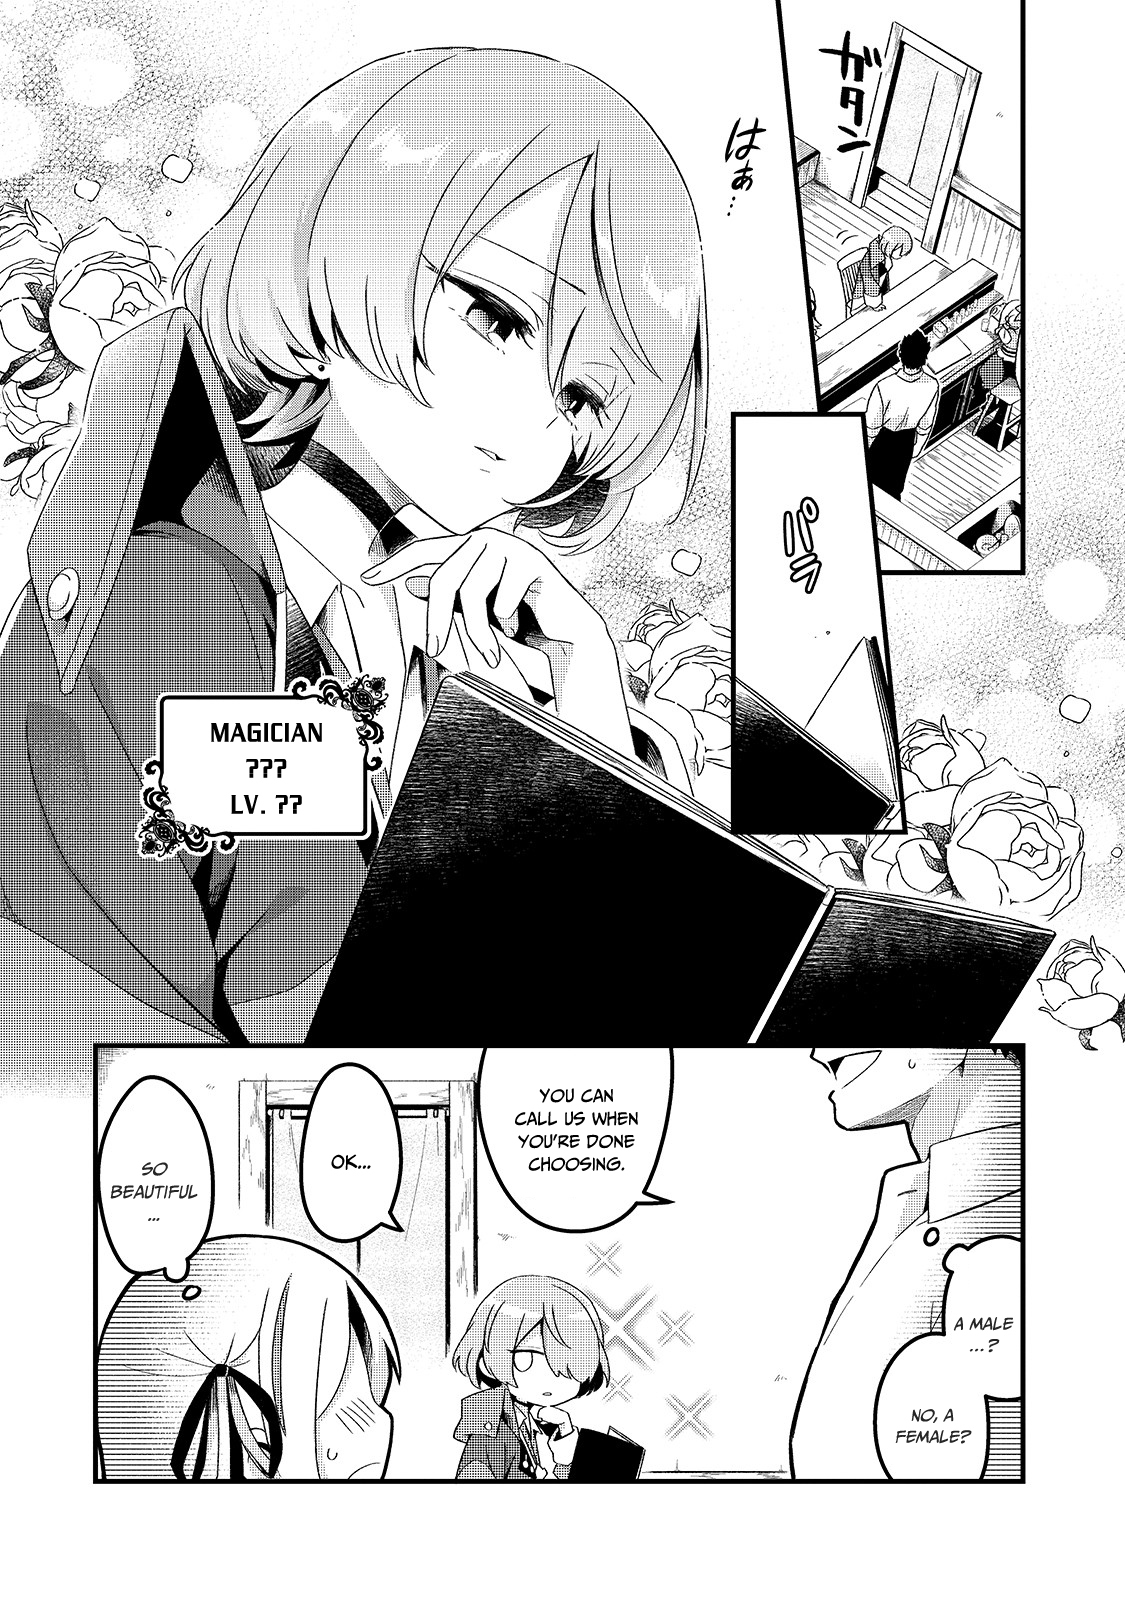 ガタン
はぁ…
パラ
MAGICIAN
???
LV. ??
A MALE
...?
NO, A
FEMALE?
YOU CAN
CALL US WHEN
YOU'RE DONE
CHOOSING.
OK...
SO
BEAUTIFUL
...